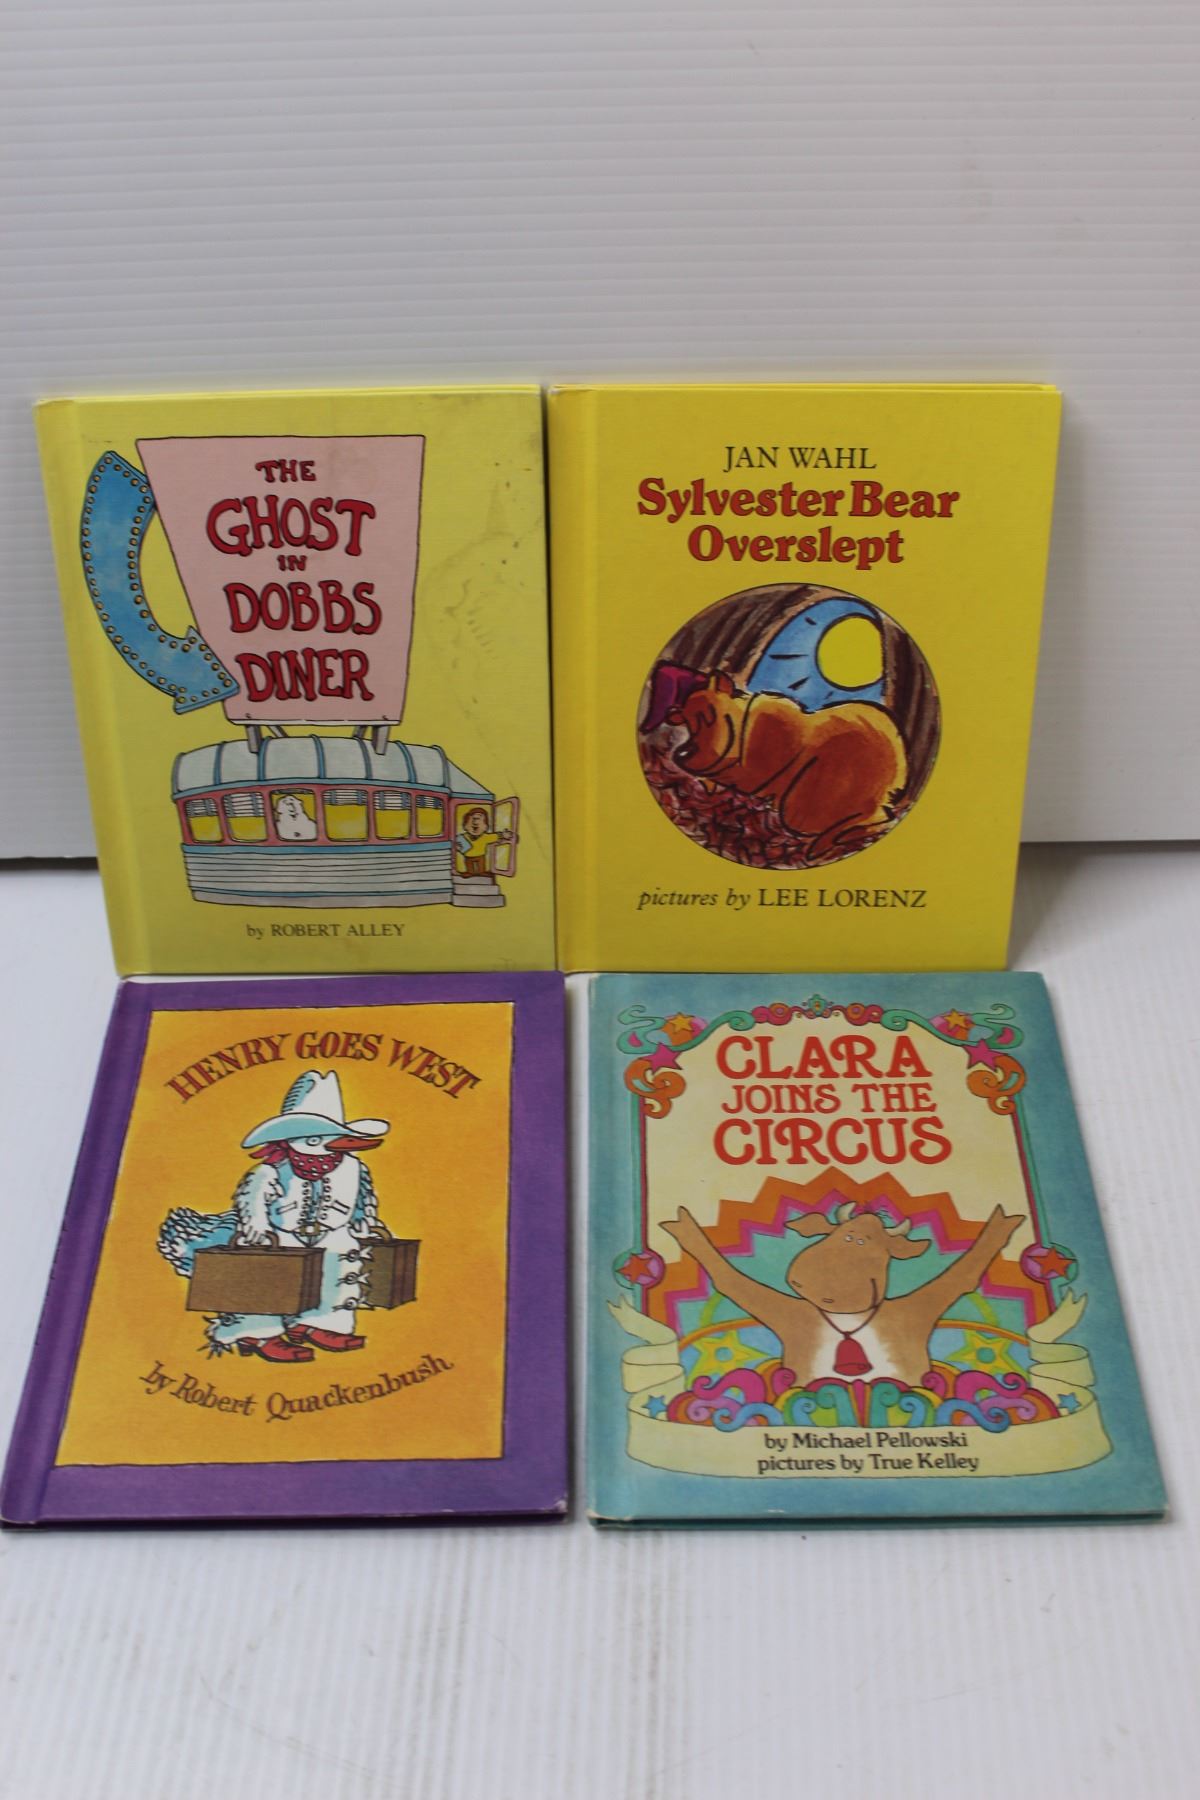 THE
GHOST
IN
DOBBS
DINER
by ROBERT ALLEY
JAN WAHL
Sylvester Bear
Overslept
pictures by LEE LORENZ
HENRY GOES WEST
by Robert Quackenbush
CLARA
JOINS THE
CIRCUS
by Michael Pellowski
pictures by True Kelley